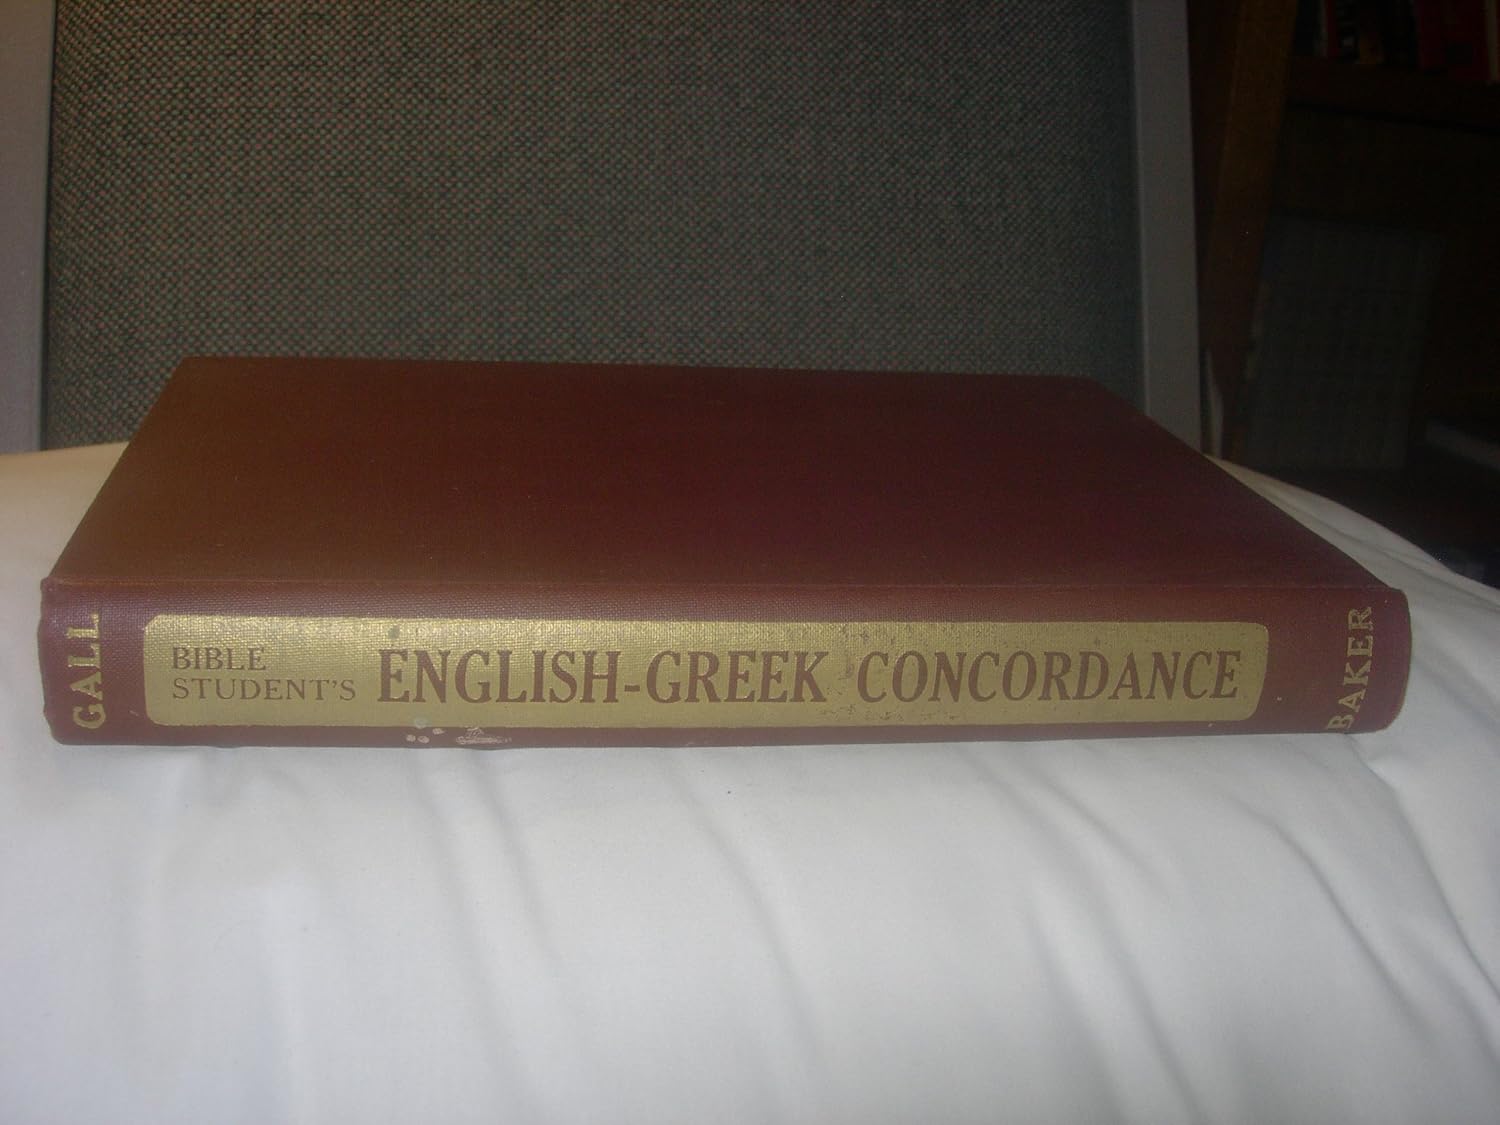 GALL
BIBLE
STUDENT'S
ENGLISH-GREEK CONCORDANCE
BAKER